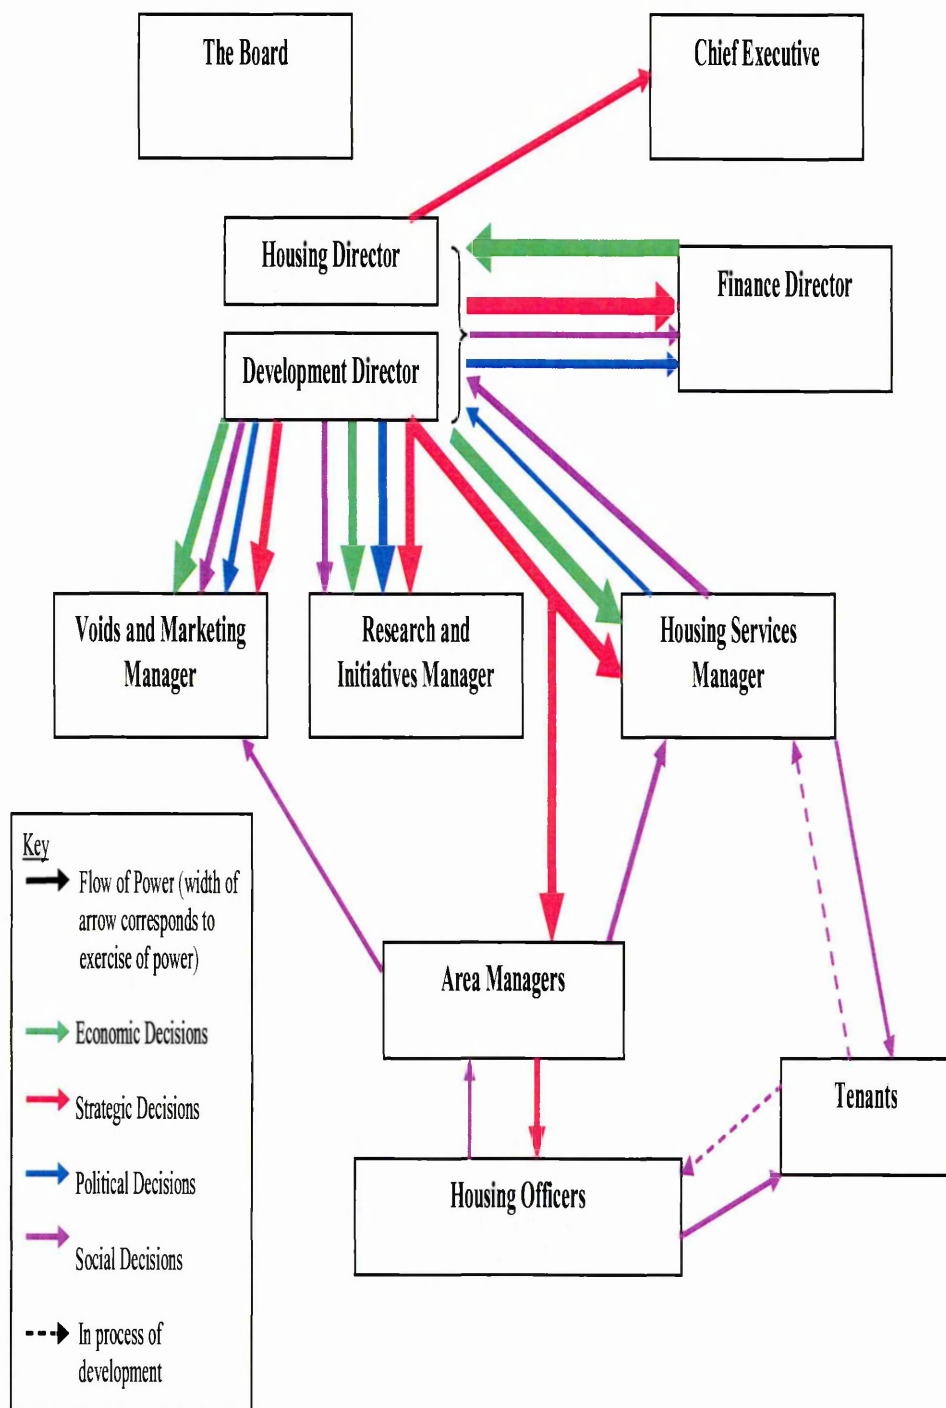 The Board
Chief Executive
Housing Director
Finance Director
Development Director
Voids and Marketing
Manager
Research and
Initiatives Manager
Housing Services
Manager
Key
Flow of Power (width of
arrow corresponds to
exercise of power)
Economic Decisions
Strategic Decisions
Political Decisions
Social Decisions
In process of
development
Area Managers
Tenants
Housing Officers